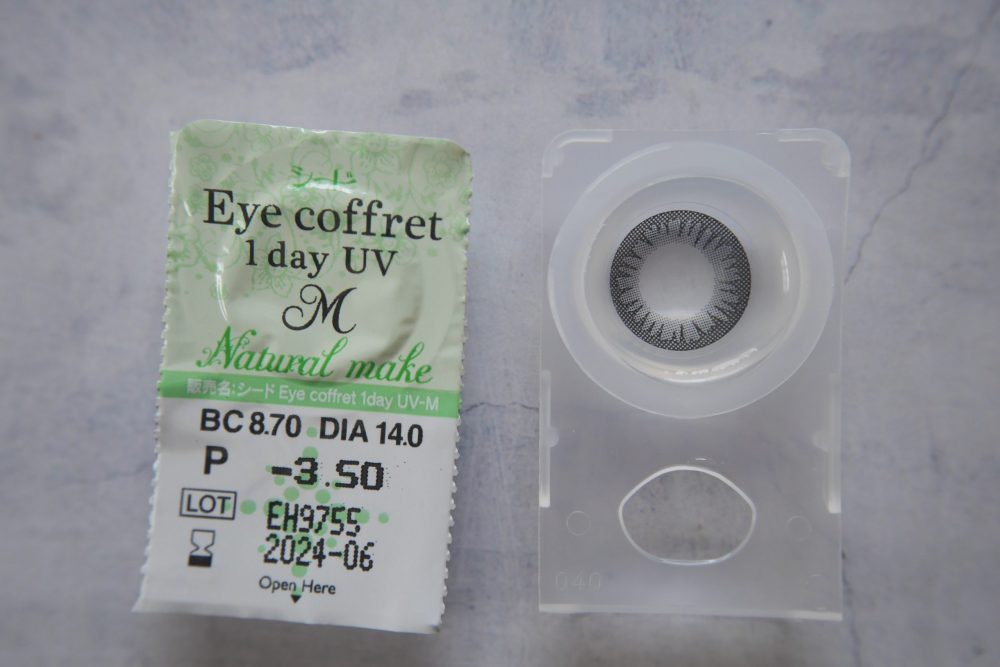 シード
Eye coffret
1day UV
M
Natural make
販売名:シード Eye coffret 1day UV-M
BC 8.70 DIA 14.0
P -3.50
LOT EH9755
2024-06
Open Here
040